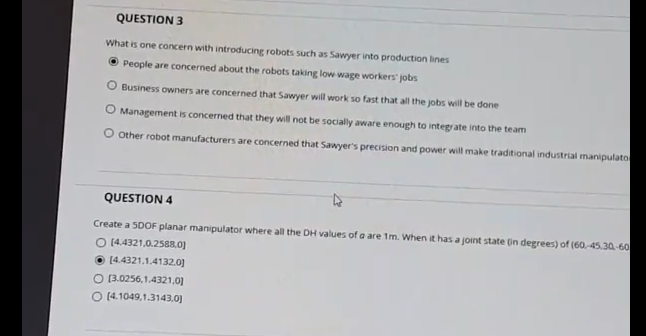 QUESTION 3
What is one concern with introducing robots such as Sawyer into production lines
People are concerned about the robots taking low wage workers' jobs
Business owners are concerned that Sawyer will work so fast that all the jobs will be done
Management is concerned that they will not be socially aware enough to integrate into the team
Other robot manufacturers are concerned that Sawyer's precision and power will make traditional industrial manipulato
QUESTION 4
Create a 5DOF planar manipulator where all the DH values of a are 1m. When it has a joint state (in degrees) of (60,-45,30,-60
[4.4321,0.2588,0]
[4.4321,1.4132,0]
[3.0256,1.4321,0]
[4.1049,1.3143,0]